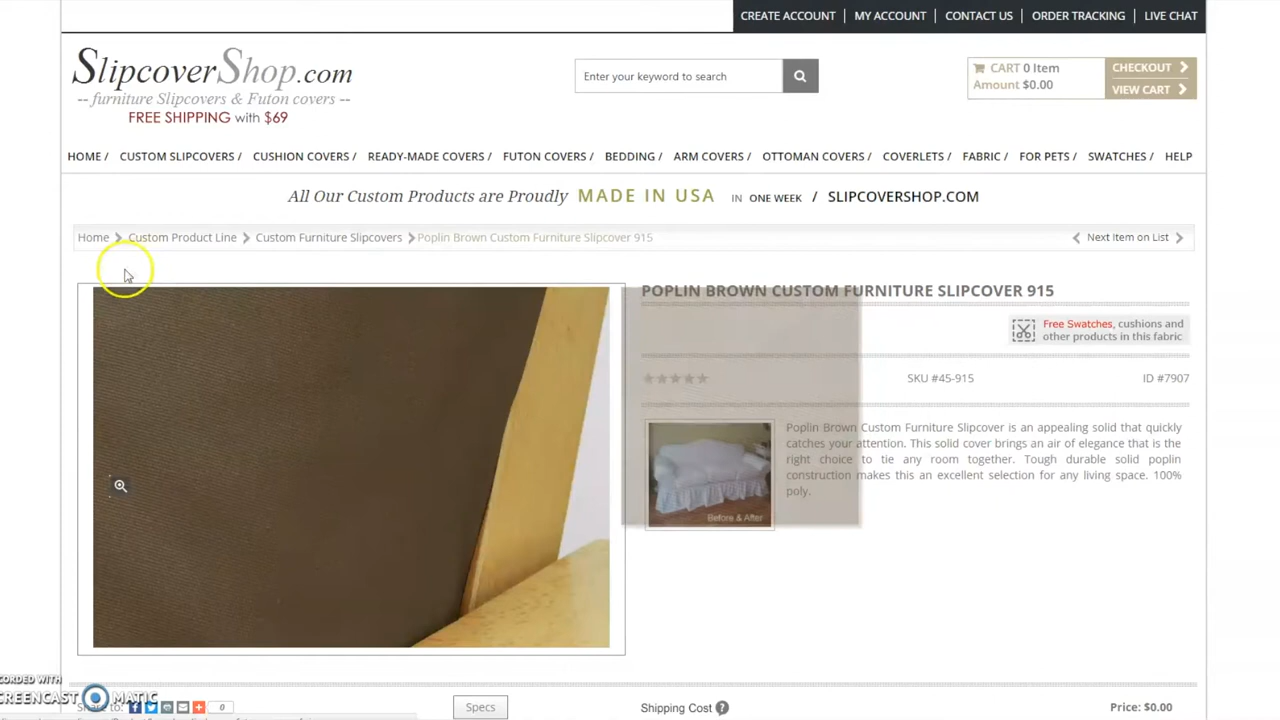 CREATE ACCOUNT | MY ACCOUNT | CONTACT US | ORDER TRACKING | LIVE CHAT
SlipcoverShop.com
-- furniture Slipcovers & Futon covers --
FREE SHIPPING with $69
Enter your keyword to search
CART 0 Item
Amount $0.00
CHECKOUT
VIEW CART
HOME / CUSTOM SLIPCOVERS / CUSHION COVERS / READY-MADE COVERS / FUTON COVERS / BEDDING / ARM COVERS / OTTOMAN COVERS / COVERLETS / FABRIC / FOR PETS / SWATCHES / HELP
All Our Custom Products are Proudly MADE IN USA IN ONE WEEK / SLIPCOVERSHOP.COM
Home Custom Product Line Custom Furniture Slipcovers Poplin Brown Custom Furniture Slipcover 915
Next Item on List
POPLIN BROWN CUSTOM FURNITURE SLIPCOVER 915
Free Swatches, cushions and
other products in this fabric
SKU #45-915
ID #7907
Before & After
Poplin Brown Custom Furniture Slipcover is an appealing solid that quickly
catches your attention. This solid cover brings an air of elegance that is the
right choice to tie any room together. Tough durable solid poplin
construction makes this an excellent selection for any living space. 100%
poly.
CORDED WITH
SCREENCAST MATIC
Share to: 0
Specs
Shipping Cost ?
Price: $0.00